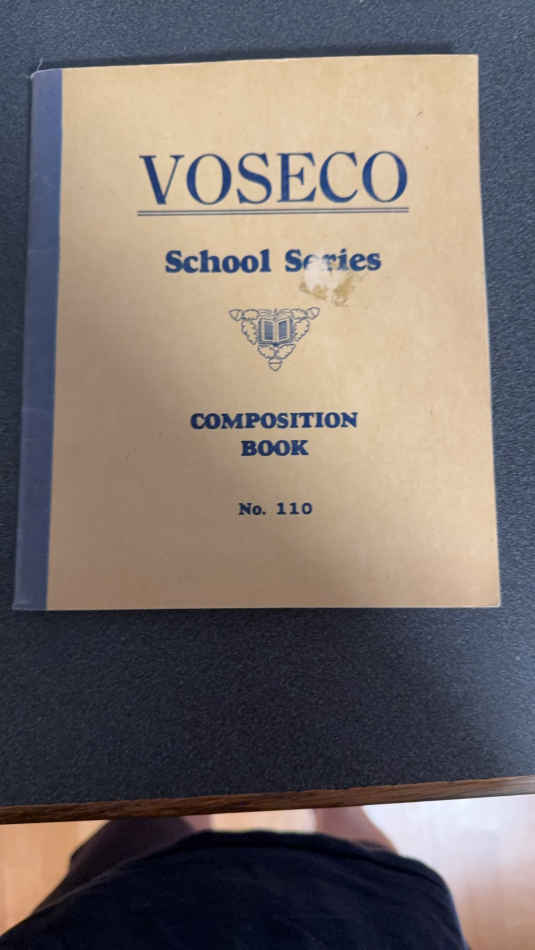 VOSECO
School Series
COMPOSITION
BOOK
No. 110